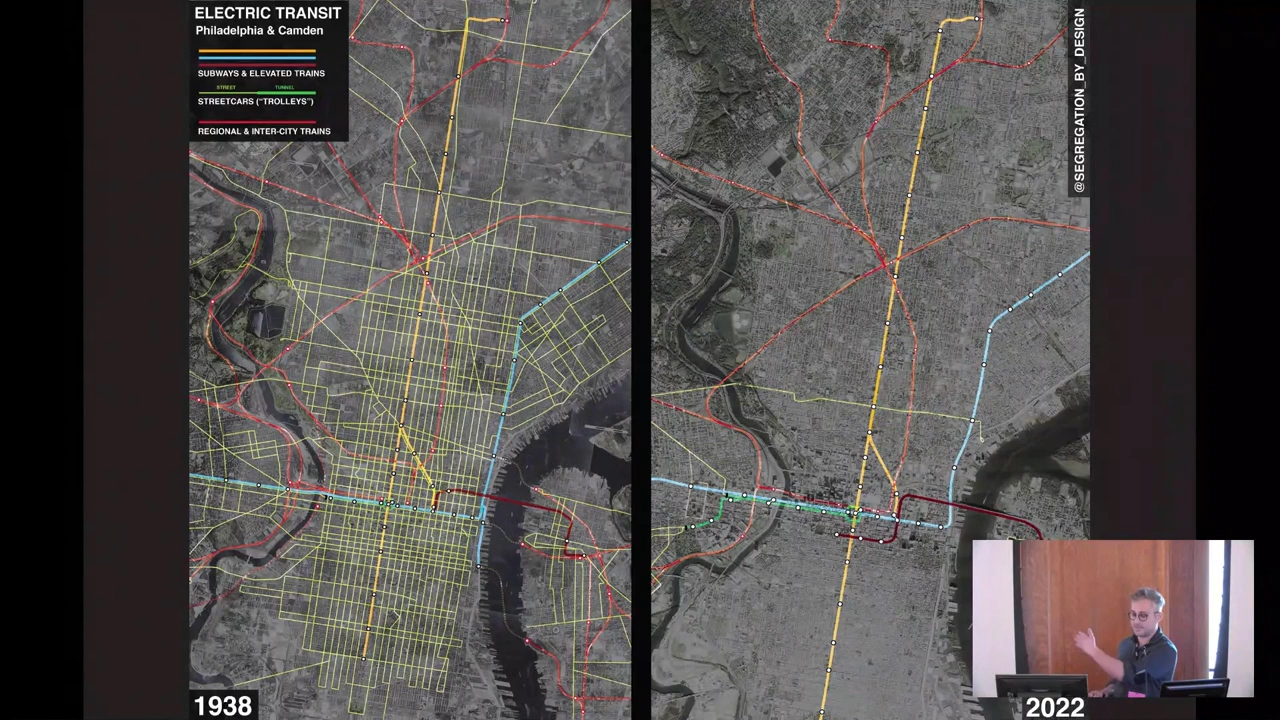 ELECTRIC TRANSIT
Philadelphia & Camden
SUBWAYS & ELEVATED TRAINS
STREET TUNNEL
STREETCARS ("TROLLEYS")
REGIONAL & INTER-CITY TRAINS
@SEGREGATION_BY_DESIGN
1938
2022